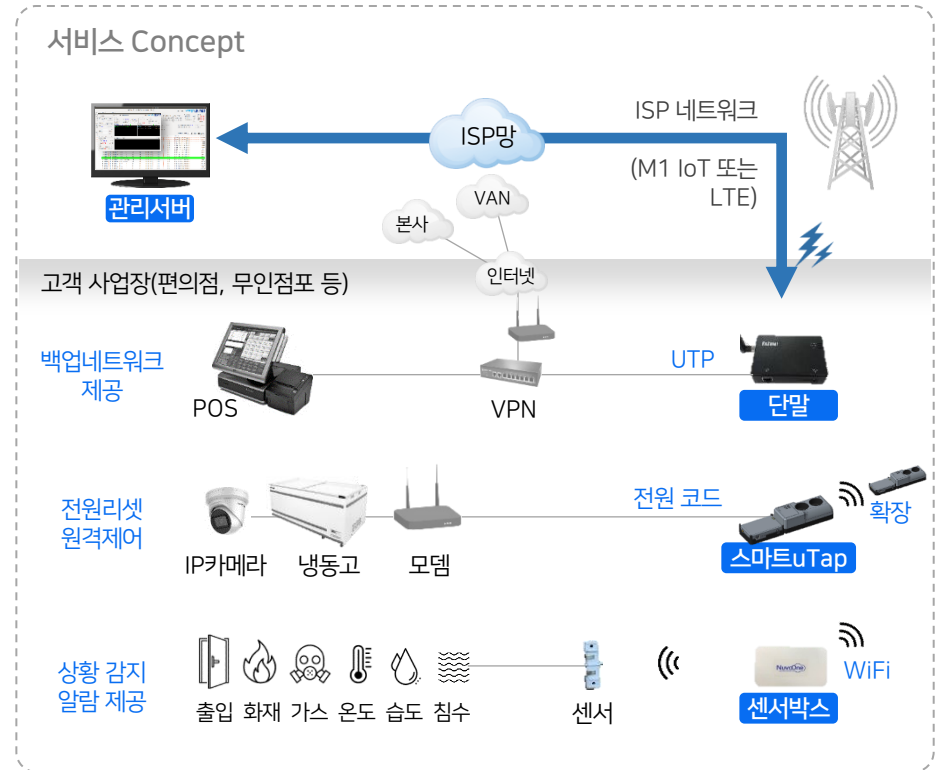 서비스 Concept
ISP 네트워크
ISP망
(M1 IoT 또는
LTE)
관리서버
VAN
본사
인터넷
고객 사업장(편의점, 무인점포 등)
백업네트워크
제공
UTP
POS
VPN
단말
전원리셋
원격제어
전원 코드
확장
IP카메라
냉동고
모뎀
스마트uTap
상황 감지
알람 제공
WiFi
NuvoOne
출입
화재
가스
온도
습도
침수
센서
센서박스